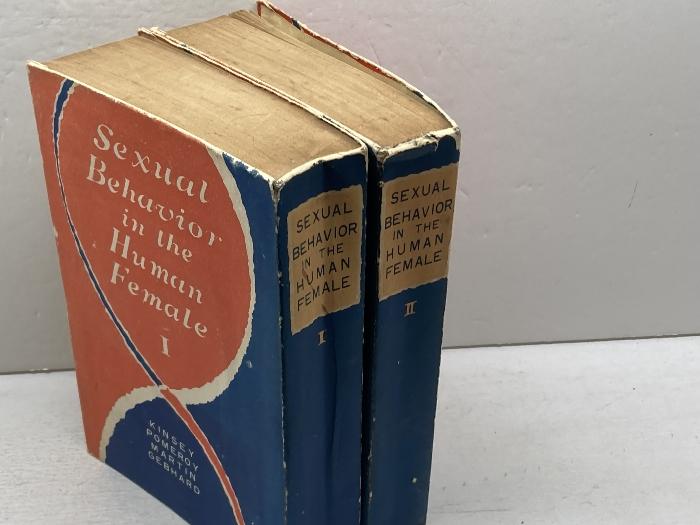 Sexual
Behavior
in the
Human
Female
I
KINSEY
POMEROY
MARTIN
GEBHARD
SEXUAL
BEHAVIOR
IN THE
HUMAN
FEMALE
I
SEXUAL
BEHAVIOR
IN THE
HUMAN
FEMALE
II